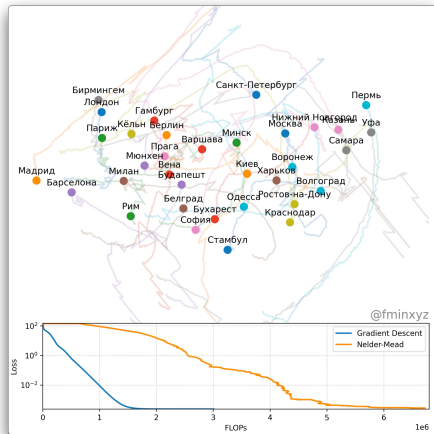 Санкт-Петербург
Бирмингем
Лондон
Пермь
Гамбург
Нижний Новгород
Казань
Уфа
Париж
Кёльн
Берлин
Москва
Прага
Варшава
Минск
Самара
Мюнхен
Воронеж
Мадрид
Милан
Вена
Киев
Харьков
Барселона
Будапешт
Волгоград
Рим
Белград
Одесса
Ростов-на-Дону
Бухарест
Краснодар
София
Стамбул
@fminxyz
Gradient Descent
Nelder-Mead
Loss
10²
10⁰
10⁻²
0 1 2 3 4 5 6
FLOPs
1e6